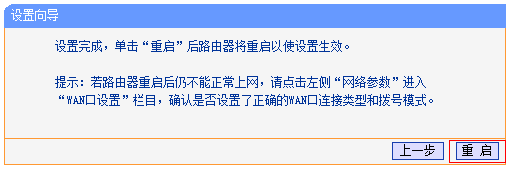 设置向导
设置完成，单击“重启”后路由器将重启以使设置生效。
提示：若路由器重启后仍不能正常上网，请点击左侧“网络参数”进入
“WAN口设置”栏目，确认是否设置了正确的WAN口连接类型和拨号模式。
上一步 重 启